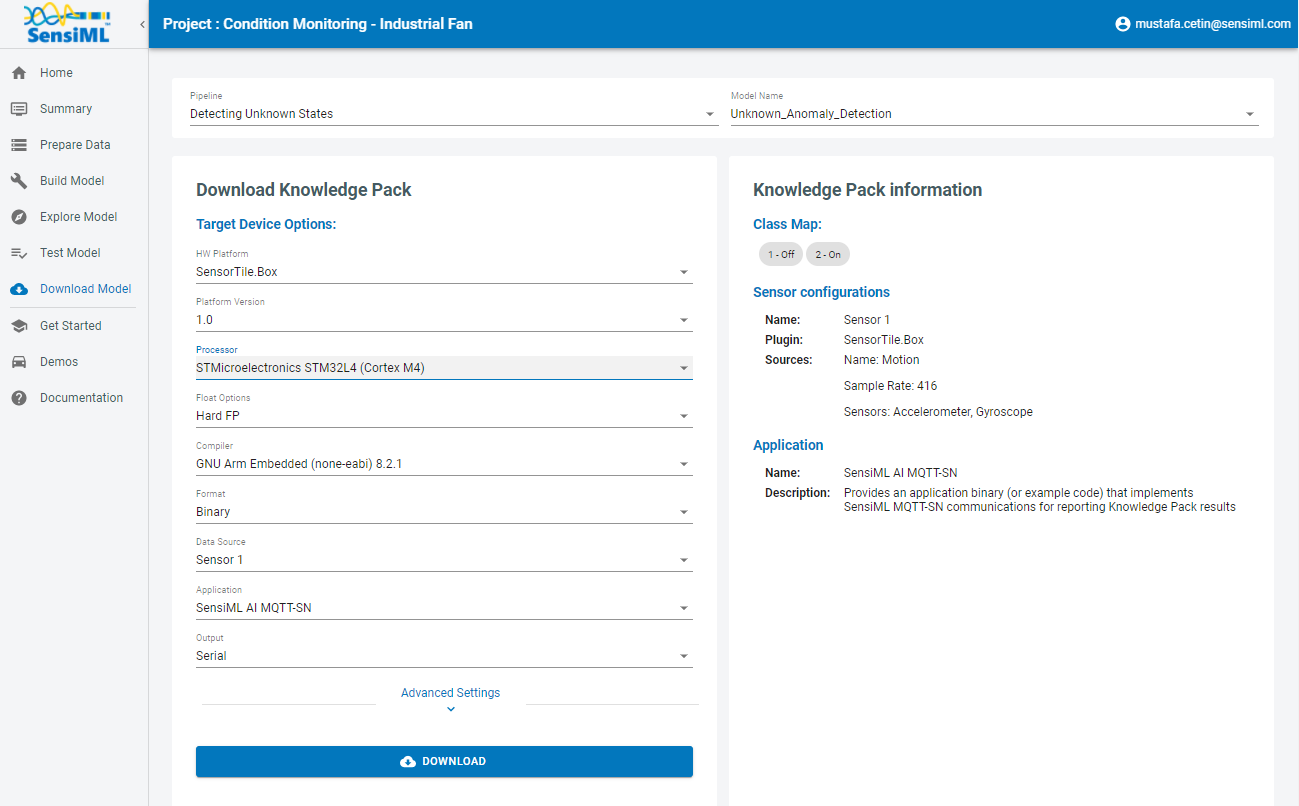 SensiML
Project : Condition Monitoring - Industrial Fan
mustafa.cetin@sensiml.com
Home
Summary
Prepare Data
Build Model
Explore Model
Test Model
Download Model
Get Started
Demos
Documentation
Pipeline
Detecting Unknown States
Model Name
Unknown_Anomaly_Detection
Download Knowledge Pack
Target Device Options:
HW Platform
SensorTile.Box
Platform Version
1.0
Processor
STMicroelectronics STM32L4 (Cortex M4)
Float Options
Hard FP
Compiler
GNU Arm Embedded (none-eabi) 8.2.1
Format
Binary
Data Source
Sensor 1
Application
SensiML AI MQTT-SN
Output
Serial
Advanced Settings
DOWNLOAD
Knowledge Pack information
Class Map:
1 - Off 2 - On
Sensor configurations
Name: Sensor 1
Plugin: SensorTile.Box
Sources: Name: Motion
Sample Rate: 416
Sensors: Accelerometer, Gyroscope
Application
Name: SensiML AI MQTT-SN
Description: Provides an application binary (or example code) that implements
SensiML MQTT-SN communications for reporting Knowledge Pack results